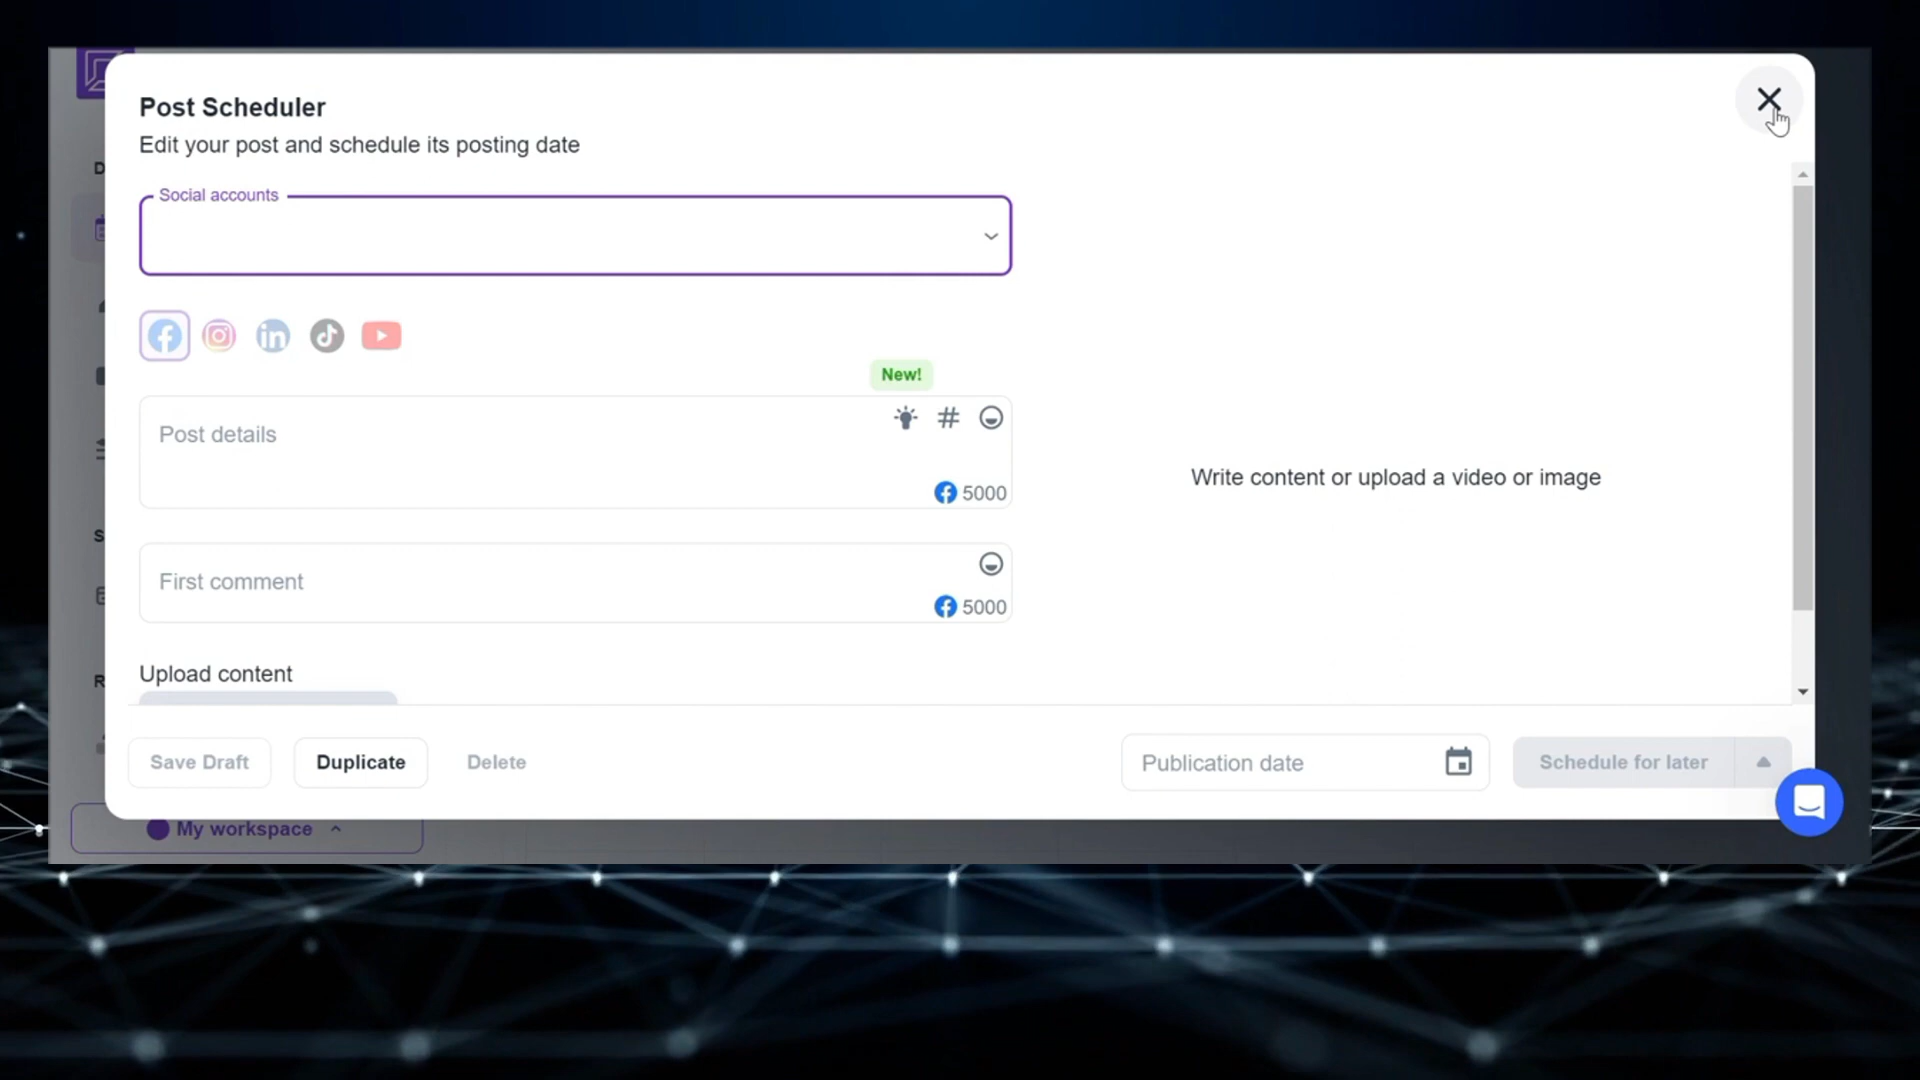 Post Scheduler
Edit your post and schedule its posting date
Social accounts
New!
Post details
5000
First comment
5000
Write content or upload a video or image
Upload content
Save Draft
Duplicate
Delete
Publication date
Schedule for later
My workspace